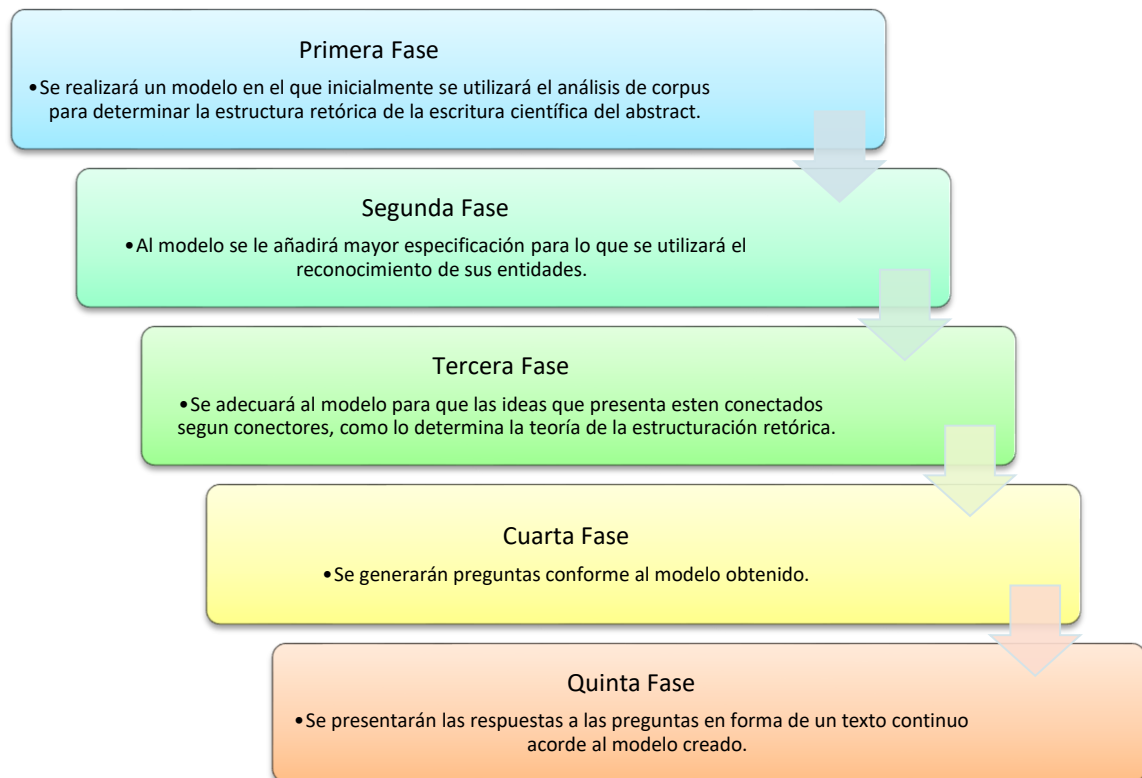 Primera Fase
•Se realizará un modelo en el que inicialmente se utilizará el análisis de corpus
para determinar la estructura retórica de la escritura científica del abstract.
Segunda Fase
•Al modelo se le añadirá mayor especificación para lo que se utilizará el
reconocimiento de sus entidades.
Tercera Fase
•Se adecuará al modelo para que las ideas que presenta esten conectados
segun conectores, como lo determina la teoría de la estructuración retórica.
Cuarta Fase
•Se generarán preguntas conforme al modelo obtenido.
Quinta Fase
•Se presentarán las respuestas a las preguntas en forma de un texto continuo
acorde al modelo creado.